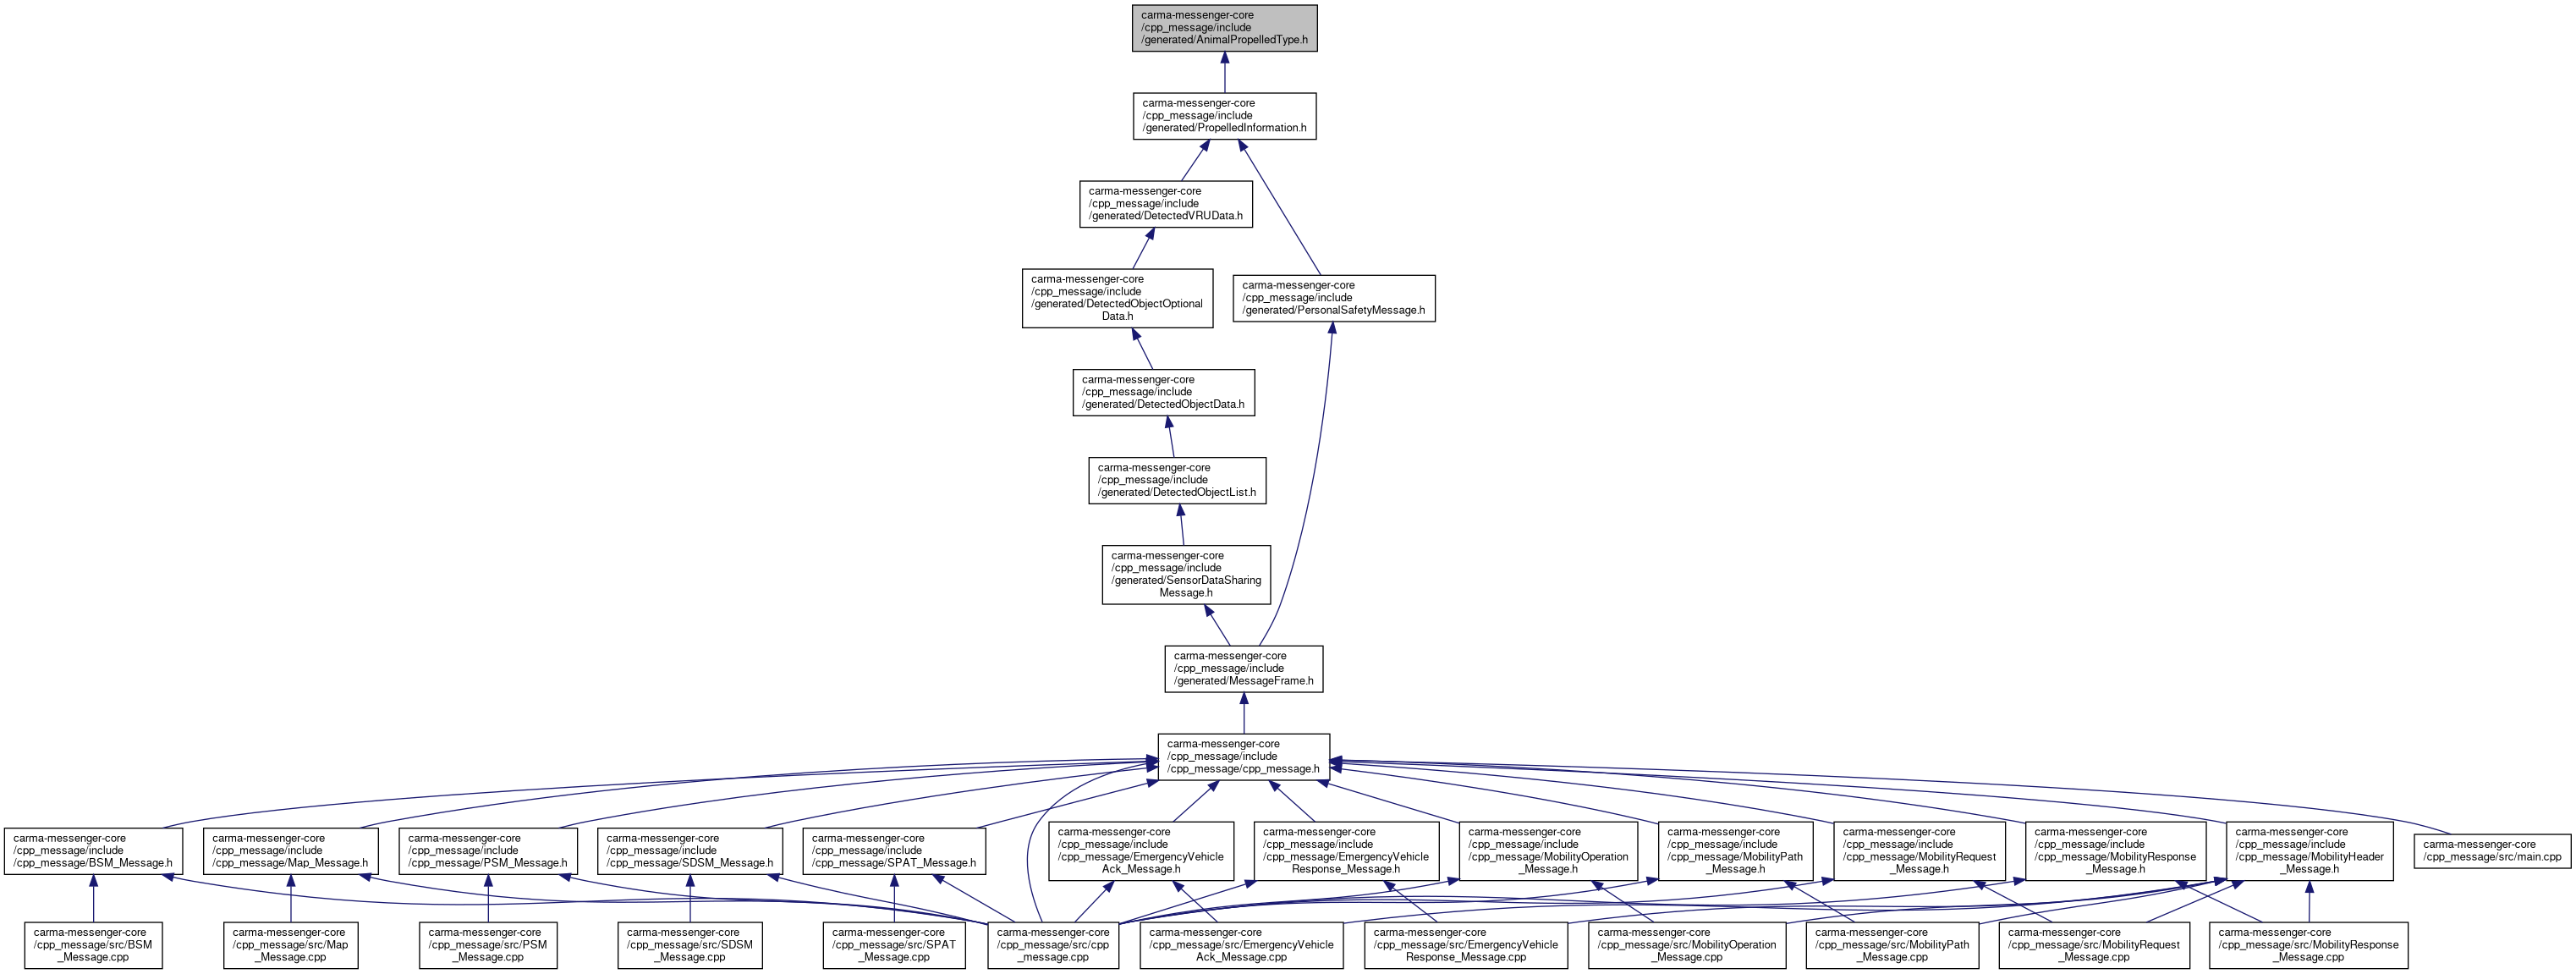 carma-messenger-core
/cpp_message/include
/generated/AnimalPropelledType.h
carma-messenger-core
/cpp_message/include
/generated/PropelledInformation.h
carma-messenger-core
/cpp_message/include
/generated/DetectedVRUData.h
carma-messenger-core
/cpp_message/include
/generated/DetectedObjectOptional
Data.h
carma-messenger-core
/cpp_message/include
/generated/PersonalSafetyMessage.h
carma-messenger-core
/cpp_message/include
/generated/DetectedObjectData.h
carma-messenger-core
/cpp_message/include
/generated/DetectedObjectList.h
carma-messenger-core
/cpp_message/include
/generated/SensorDataSharing
Message.h
carma-messenger-core
/cpp_message/include
/generated/MessageFrame.h
carma-messenger-core
/cpp_message/include
/cpp_message/cpp_message.h
carma-messenger-core
/cpp_message/include
/cpp_message/BSM_Message.h
carma-messenger-core
/cpp_message/include
/cpp_message/Map_Message.h
carma-messenger-core
/cpp_message/include
/cpp_message/PSM_Message.h
carma-messenger-core
/cpp_message/include
/cpp_message/SDSM_Message.h
carma-messenger-core
/cpp_message/include
/cpp_message/SPAT_Message.h
carma-messenger-core
/cpp_message/include
/cpp_message/EmergencyVehicle
Ack_Message.h
carma-messenger-core
/cpp_message/include
/cpp_message/EmergencyVehicle
Response_Message.h
carma-messenger-core
/cpp_message/include
/cpp_message/MobilityOperation
_Message.h
carma-messenger-core
/cpp_message/include
/cpp_message/MobilityPath
_Message.h
carma-messenger-core
/cpp_message/include
/cpp_message/MobilityRequest
_Message.h
carma-messenger-core
/cpp_message/include
/cpp_message/MobilityResponse
_Message.h
carma-messenger-core
/cpp_message/include
/cpp_message/MobilityHeader
_Message.h
carma-messenger-core
/cpp_message/src/main.cpp
carma-messenger-core
/cpp_message/src/BSM
_Message.cpp
carma-messenger-core
/cpp_message/src/Map
_Message.cpp
carma-messenger-core
/cpp_message/src/PSM
_Message.cpp
carma-messenger-core
/cpp_message/src/SDSM
_Message.cpp
carma-messenger-core
/cpp_message/src/SPAT
_Message.cpp
carma-messenger-core
/cpp_message/src/cpp
_message.cpp
carma-messenger-core
/cpp_message/src/EmergencyVehicle
Ack_Message.cpp
carma-messenger-core
/cpp_message/src/EmergencyVehicle
Response_Message.cpp
carma-messenger-core
/cpp_message/src/MobilityOperation
_Message.cpp
carma-messenger-core
/cpp_message/src/MobilityPath
_Message.cpp
carma-messenger-core
/cpp_message/src/MobilityRequest
_Message.cpp
carma-messenger-core
/cpp_message/src/MobilityResponse
_Message.cpp